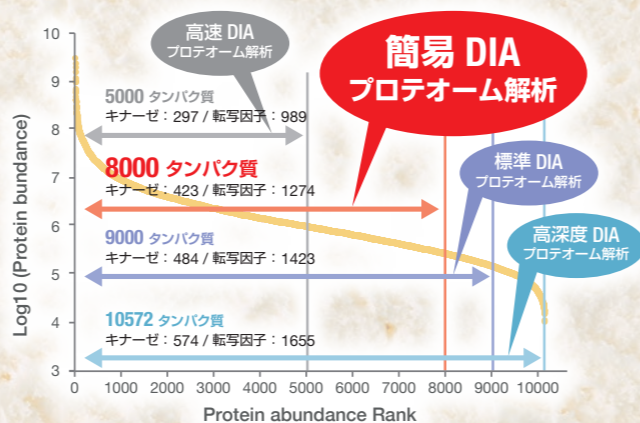 高速 DIA
プロテオーム解析
簡易 DIA
プロテオーム解析
5000 タンパク質
キナーゼ：297 / 転写因子：989
8000 タンパク質
キナーゼ：423 / 転写因子：1274
標準 DIA
プロテオーム解析
9000 タンパク質
キナーゼ：484 / 転写因子：1423
高深度 DIA
プロテオーム解析
10572 タンパク質
キナーゼ：574 / 転写因子：1655
Log10 (Protein bundance)
10
9
8
7
6
5
4
3
0 1000 2000 3000 4000 5000 6000 7000 8000 9000 10000
Protein abundance Rank